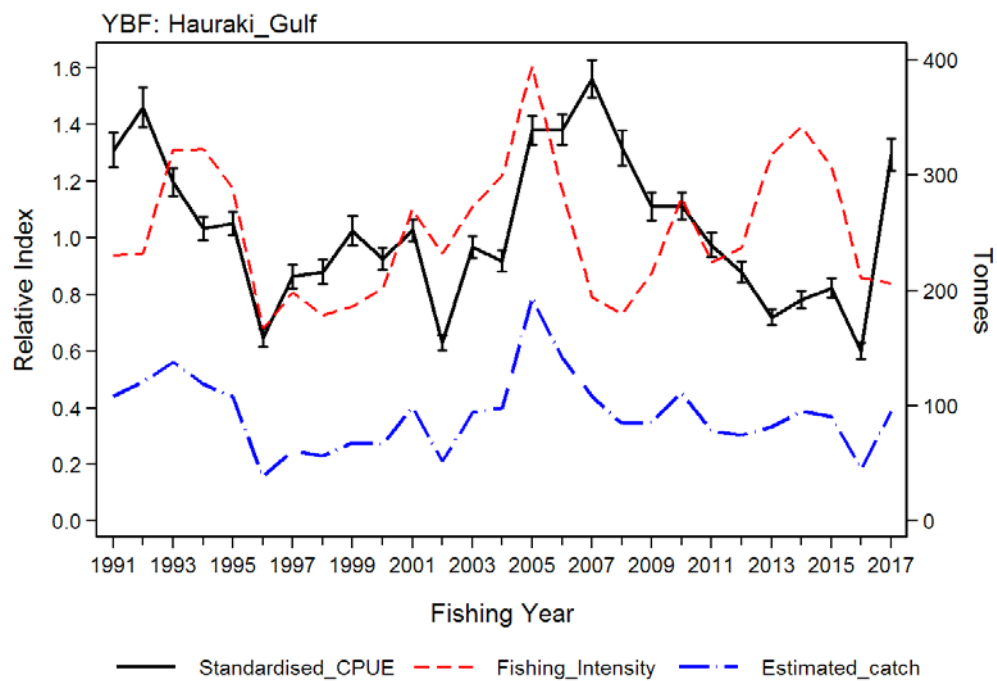 YBF: Hauraki_Gulf
1.6
1.4
1.2
1.0
0.8
0.6
0.4
0.2
0.0
Relative Index
400
300
200
100
0
Tonnes
1991 1993 1995 1997 1999 2001 2003 2005 2007 2009 2011 2013 2015 2017
Fishing Year
Standardised_CPUE Fishing_Intensity Estimated_catch